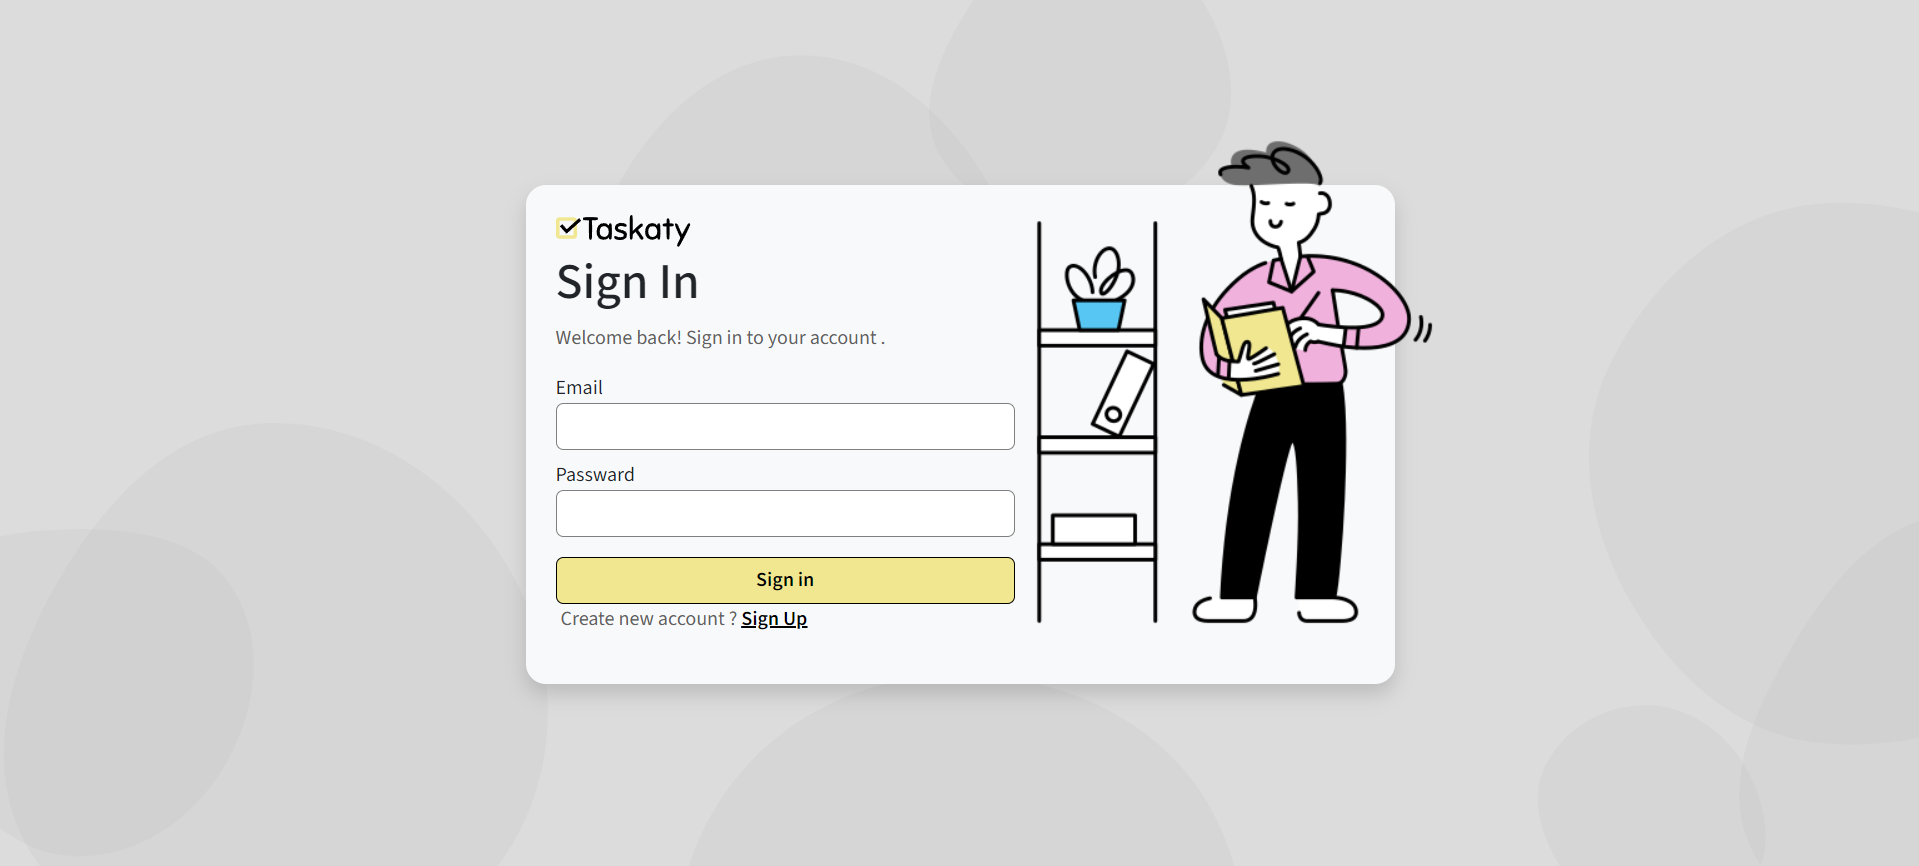 Taskaty
Sign In
Welcome back! Sign in to your account .
Email
Passward
Sign in
Create new account ? Sign Up